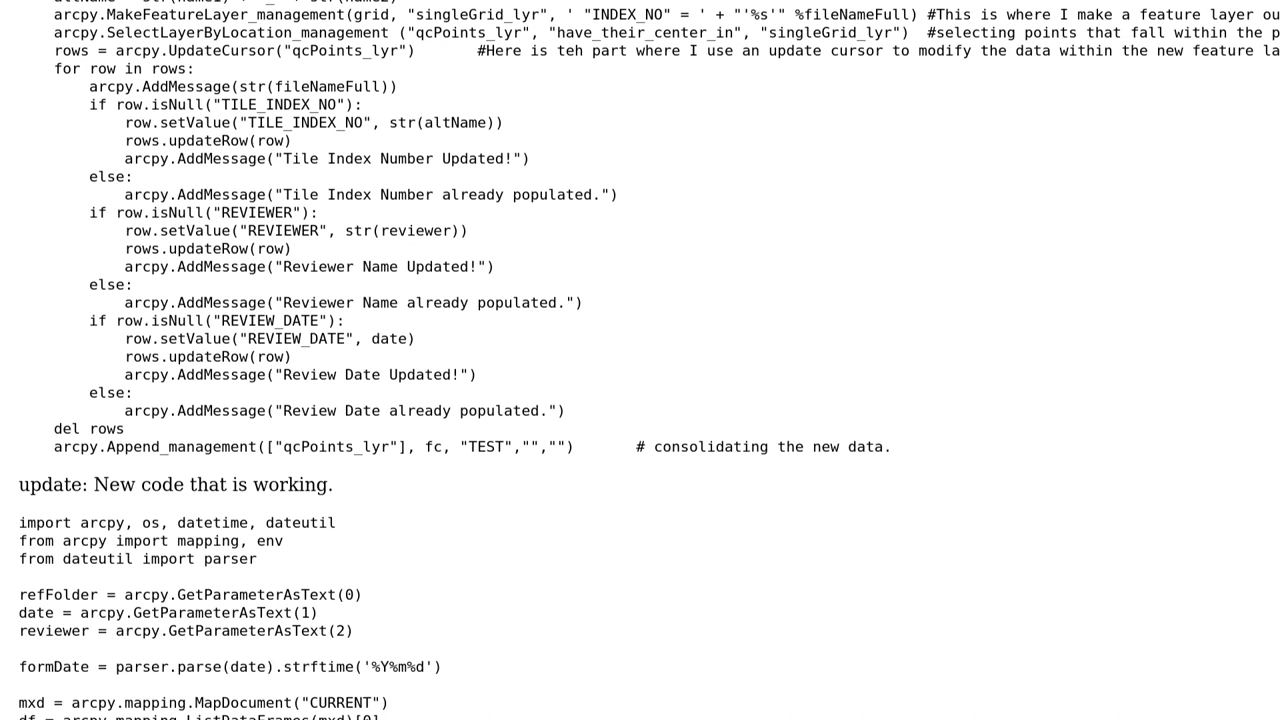 arcpy.MakeFeatureLayer_management(grid, "singleGrid_lyr", ' "INDEX_NO" = ' + "'%s'" %fileNameFull) #This is where I make a feature layer ou
arcpy.SelectLayerByLocation_management ("qcPoints_lyr", "have_their_center_in", "singleGrid_lyr")  #selecting points that fall within the p
rows = arcpy.UpdateCursor("qcPoints_lyr")       #Here is teh part where I use an update cursor to modify the data within the new feature la
for row in rows:
    arcpy.AddMessage(str(fileNameFull))
    if row.isNull("TILE_INDEX_NO"):
        row.setValue("TILE_INDEX_NO", str(altName))
        rows.updateRow(row)
        arcpy.AddMessage("Tile Index Number Updated!")
    else:
        arcpy.AddMessage("Tile Index Number already populated.")
    if row.isNull("REVIEWER"):
        row.setValue("REVIEWER", str(reviewer))
        rows.updateRow(row)
        arcpy.AddMessage("Reviewer Name Updated!")
    else:
        arcpy.AddMessage("Reviewer Name already populated.")
    if row.isNull("REVIEW_DATE"):
        row.setValue("REVIEW_DATE", date)
        rows.updateRow(row)
        arcpy.AddMessage("Review Date Updated!")
    else:
        arcpy.AddMessage("Review Date already populated.")
del rows
arcpy.Append_management(["qcPoints_lyr"], fc, "TEST","","")       # consolidating the new data.
update: New code that is working.
import arcpy, os, datetime, dateutil
from arcpy import mapping, env
from dateutil import parser
refFolder = arcpy.GetParameterAsText(0)
date = arcpy.GetParameterAsText(1)
reviewer = arcpy.GetParameterAsText(2)
formDate = parser.parse(date).strftime('%Y%m%d')
mxd = arcpy.mapping.MapDocument("CURRENT")
df = arcpy.mapping.ListDataFrames(mxd)[0]